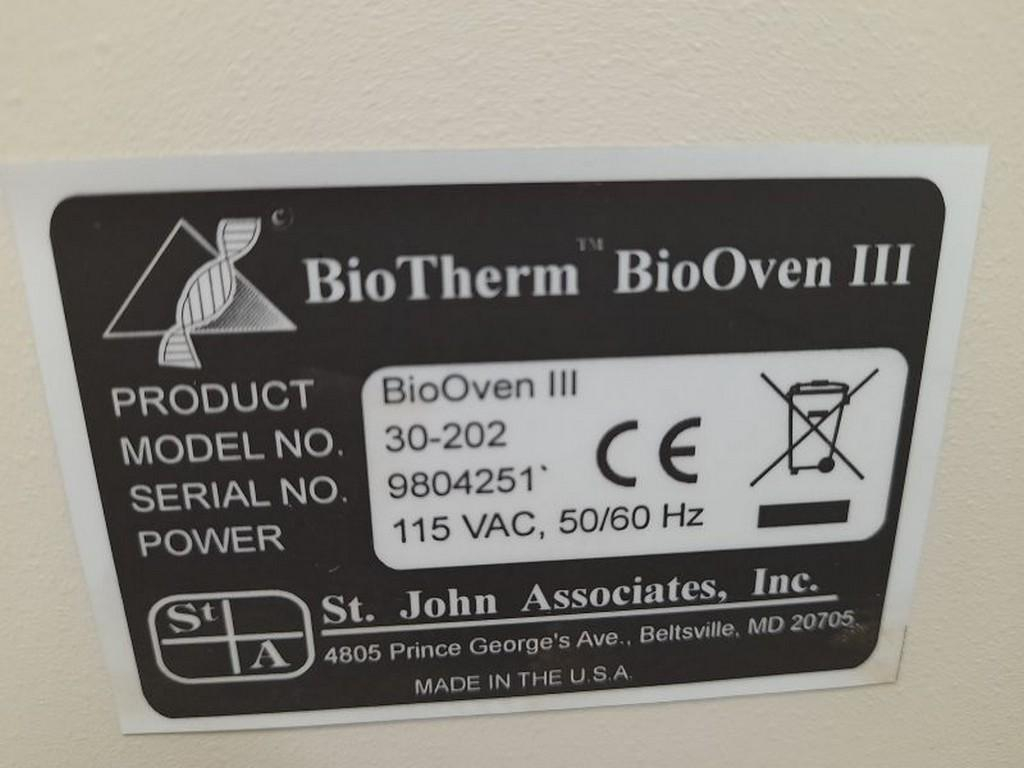 ©
BioTherm™ BioOven III
PRODUCT BioOven III
MODEL NO. 30-202
SERIAL NO. 9804251`
POWER 115 VAC, 50/60 Hz
CE
St A
St. John Associates, Inc.
4805 Prince George's Ave., Beltsville, MD 20705
MADE IN THE U.S.A.